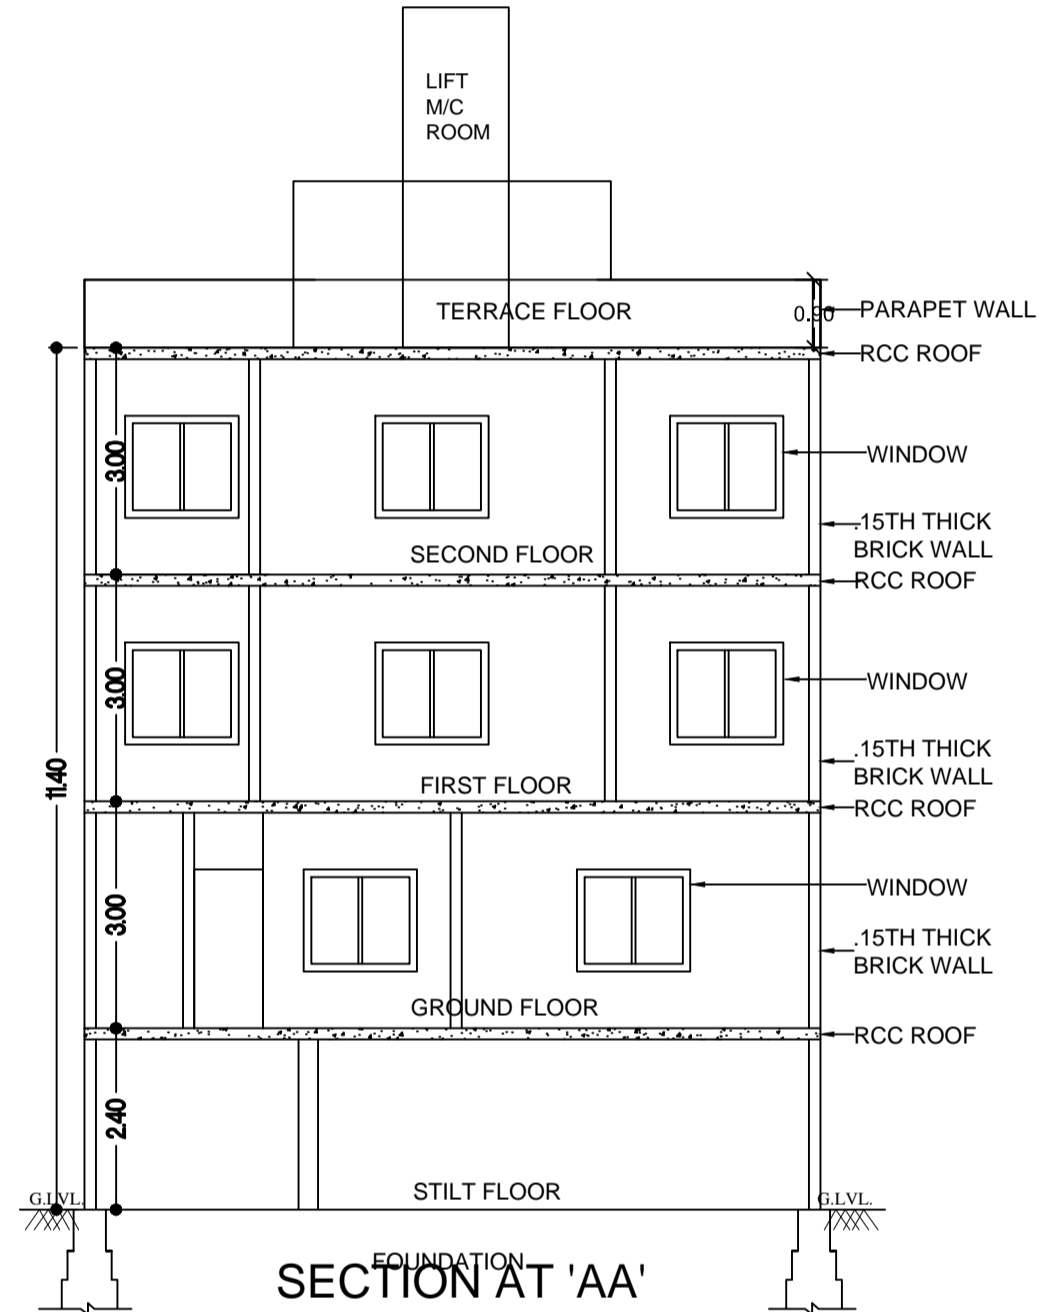 LIFT
M/C
ROOM
TERRACE FLOOR
0.90
PARAPET WALL
RCC ROOF
3.00
WINDOW
.15TH THICK
BRICK WALL
SECOND FLOOR
RCC ROOF
3.00
WINDOW
.15TH THICK
BRICK WALL
11.40
FIRST FLOOR
RCC ROOF
3.00
WINDOW
.15TH THICK
BRICK WALL
GROUND FLOOR
RCC ROOF
2.40
STILT FLOOR
G.LVL.
G.LVL.
FOUNDATION
SECTION AT 'AA'